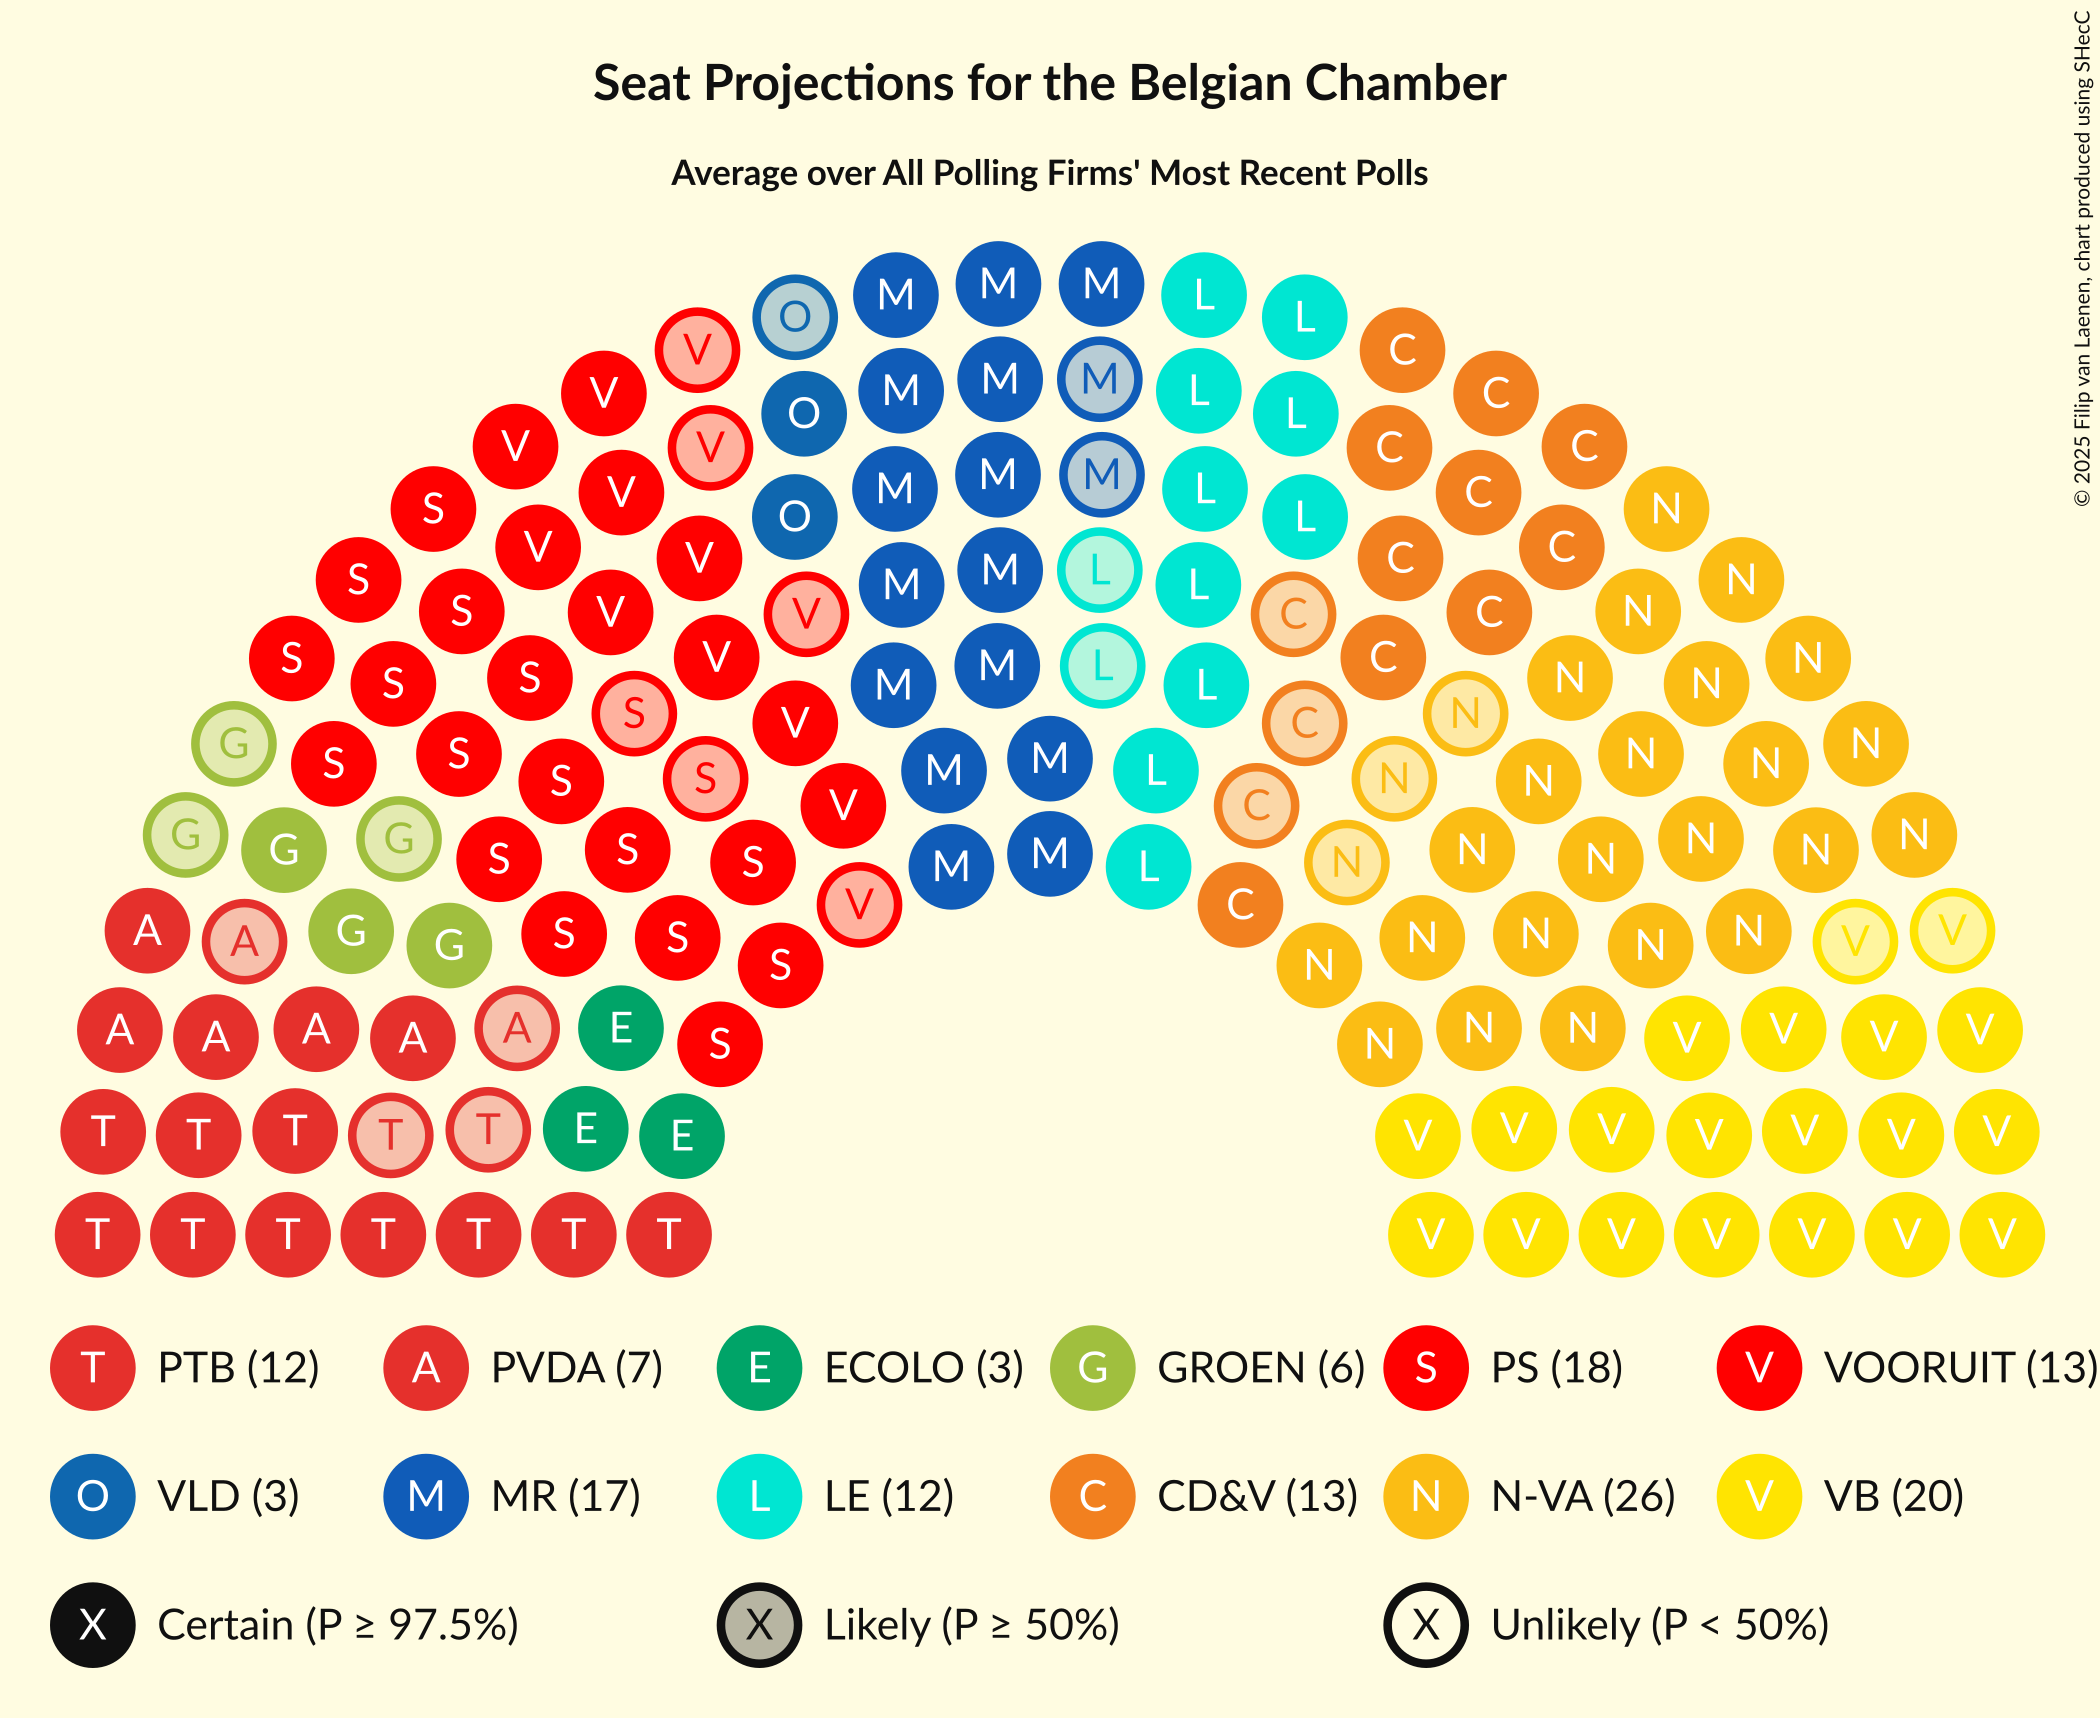 © 2025 Filip van Laenen, chart produced using SHecC
Seat Projections for the Belgian Chamber
Average over All Polling Firms' Most Recent Polls
O M M M L L
V C
V O M M M L L C
V V C C
S V O M M M L L C N
S V V M M L L C C N
S V V C C N
S S S V M M L L C N N N
G S S S S S V M M L C N N N N N N
G G G S S S V M M L C N N N N N N
A A G G S S S V C N N N N N V V
A A A A A E S N N N V V V V
T T T T T E E V V V V V V V
T T T T T T T V V V V V V V
T PTB (12) A PVDA (7) E ECOLO (3) G GROEN (6) S PS (18) V VOORUIT (13)
O VLD (3) M MR (17) L LE (12) C CD&V (13) N N-VA (26) V VB (20)
X Certain (P ≥ 97.5%) X Likely (P ≥ 50%) X Unlikely (P < 50%)